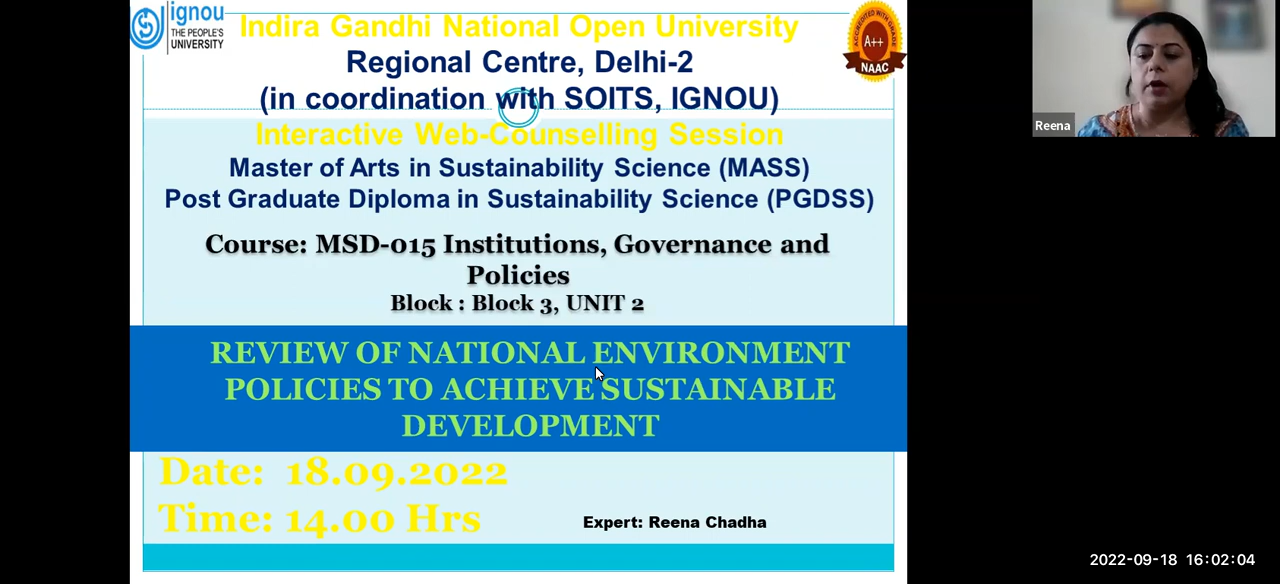 ignou
THE PEOPLE'S
UNIVERSITY
Indira Gandhi National Open University
Regional Centre, Delhi-2
(in coordination with SOITS, IGNOU)
ACCREDITED WITH GRADE
A++
NAAC
Interactive Web-Counselling Session
Master of Arts in Sustainability Science (MASS)
Post Graduate Diploma in Sustainability Science (PGDSS)
Course: MSD-015 Institutions, Governance and
Policies
Block : Block 3, UNIT 2
REVIEW OF NATIONAL ENVIRONMENT
POLICIES TO ACHIEVE SUSTAINABLE
DEVELOPMENT
Date: 18.09.2022
Time: 14.00 Hrs
Expert: Reena Chadha
Reena
2022-09-18 16:02:04